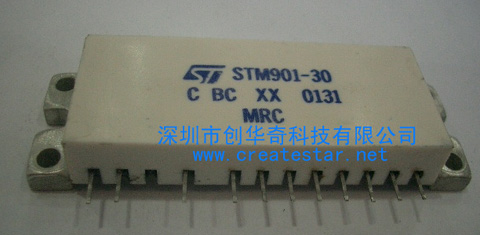 ST STM901-30
C BC XX 0131
MRC
深圳市创华奇科技有限公司
www.createstar.net